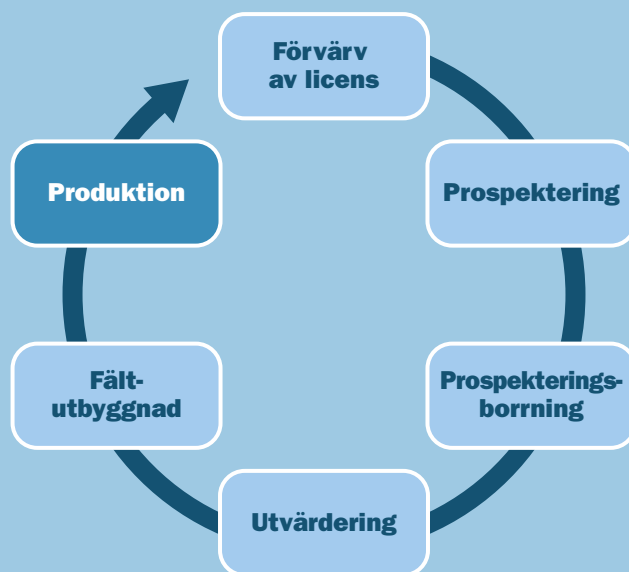 Förvärv
av licens
Prospektering
Prospekterings-
borrning
Utvärdering
Fält-
utbyggnad
Produktion